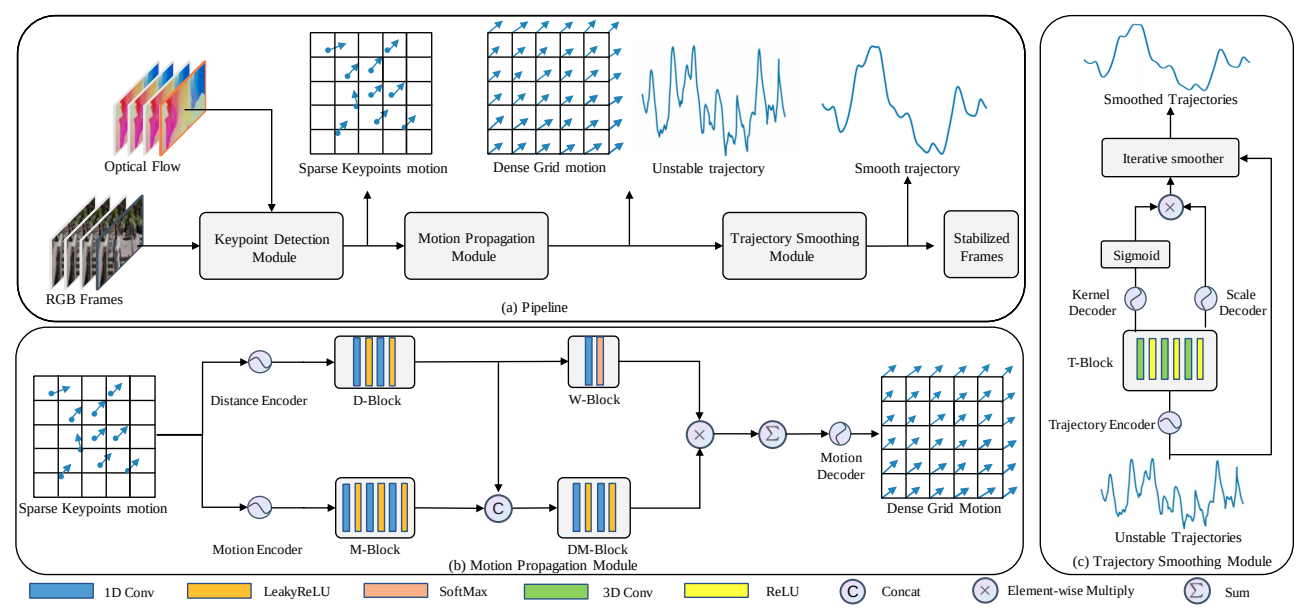 Optical Flow
RGB Frames
Sparse Keypoints motion
Dense Grid motion
Unstable trajectory
Smooth trajectory
Keypoint Detection
Module
Motion Propagation
Module
Trajectory Smoothing
Module
Stabilized
Frames
(a) Pipeline
Sparse Keypoints motion
Distance Encoder
D-Block
W-Block
Motion Encoder
M-Block
C
DM-Block
×
Σ
Motion
Decoder
Dense Grid Motion
(b) Motion Propagation Module
Smoothed Trajectories
Iterative smoother
×
Sigmoid
Kernel
Decoder
Scale
Decoder
T-Block
Trajectory Encoder
Unstable Trajectories
(c) Trajectory Smoothing Module
1D Conv
LeakyReLU
SoftMax
3D Conv
ReLU
C Concat
× Element-wise Multiply
Σ Sum